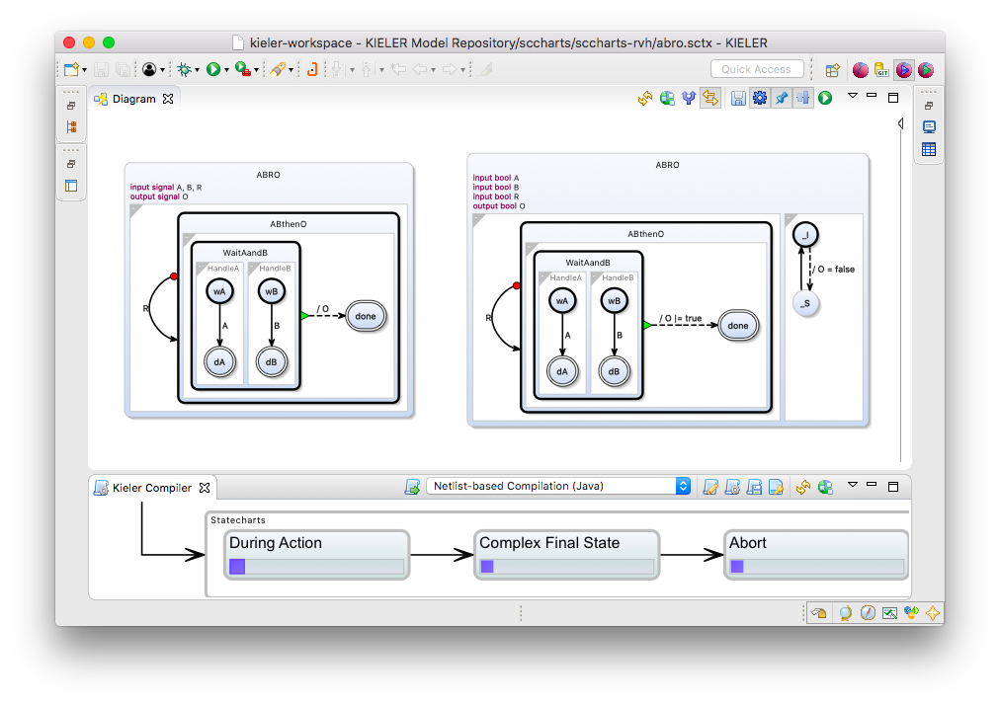 kieler-workspace - KIELER Model Repository/sccharts/sccharts-rvh/abro.sctx - KIELER
Quick Access
GIT
Diagram
ABRO
input signal A, B, R
output signal O
ABthenO
WaitAandB
HandleA
HandleB
wA
wB
R
A
B
/ O
done
dA
dB
ABRO
input bool A
input bool B
input bool R
output bool O
ABthenO
WaitAandB
HandleA
HandleB
wA
wB
R
A
B
/ O |= true
done
dA
dB
_I
/ O = false
_S
Kieler Compiler
Netlist-based Compilation (Java)
Statecharts
During Action
Complex Final State
Abort